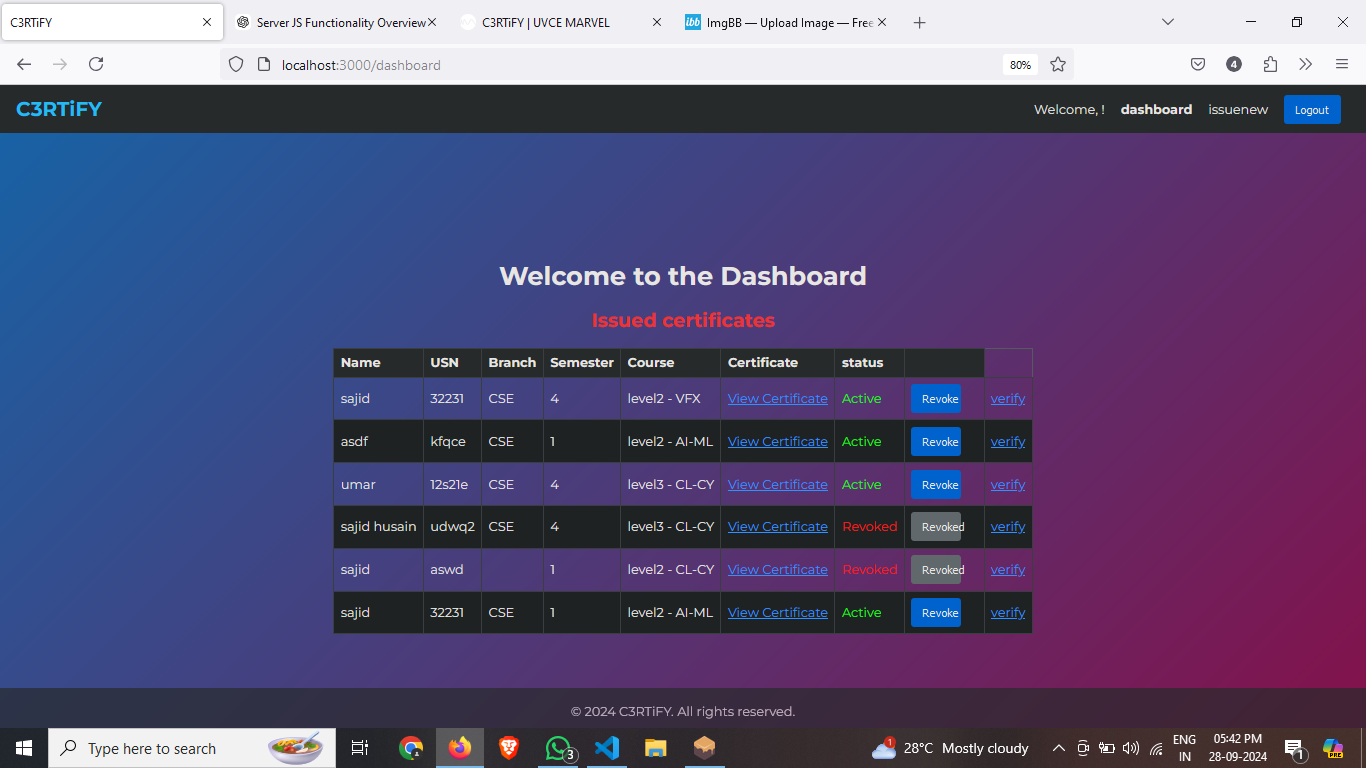 C3RTiFY
Server JS Functionality Overview
C3RTiFY | UVCE MARVEL
ibb ImgBB — Upload Image — Free
localhost:3000/dashboard
80%
4
C3RTiFY
Welcome, ! dashboard issuenew Logout
Welcome to the Dashboard
Issued certificates
Name USN Branch Semester Course Certificate status
sajid 32231 CSE 4 level2 - VFX View Certificate Active Revoke verify
asdf kfqce CSE 1 level2 - AI-ML View Certificate Active Revoke verify
umar 12s21e CSE 4 level3 - CL-CY View Certificate Active Revoke verify
sajid husain udwq2 CSE 4 level3 - CL-CY View Certificate Revoked Revoked verify
sajid aswd 1 level2 - CL-CY View Certificate Revoked Revoked verify
sajid 32231 CSE 1 level2 - AI-ML View Certificate Active Revoke verify
© 2024 C3RTiFY. All rights reserved.
Type here to search
3
1
28°C Mostly cloudy
ENG
IN
05:42 PM
28-09-2024
1
PRE